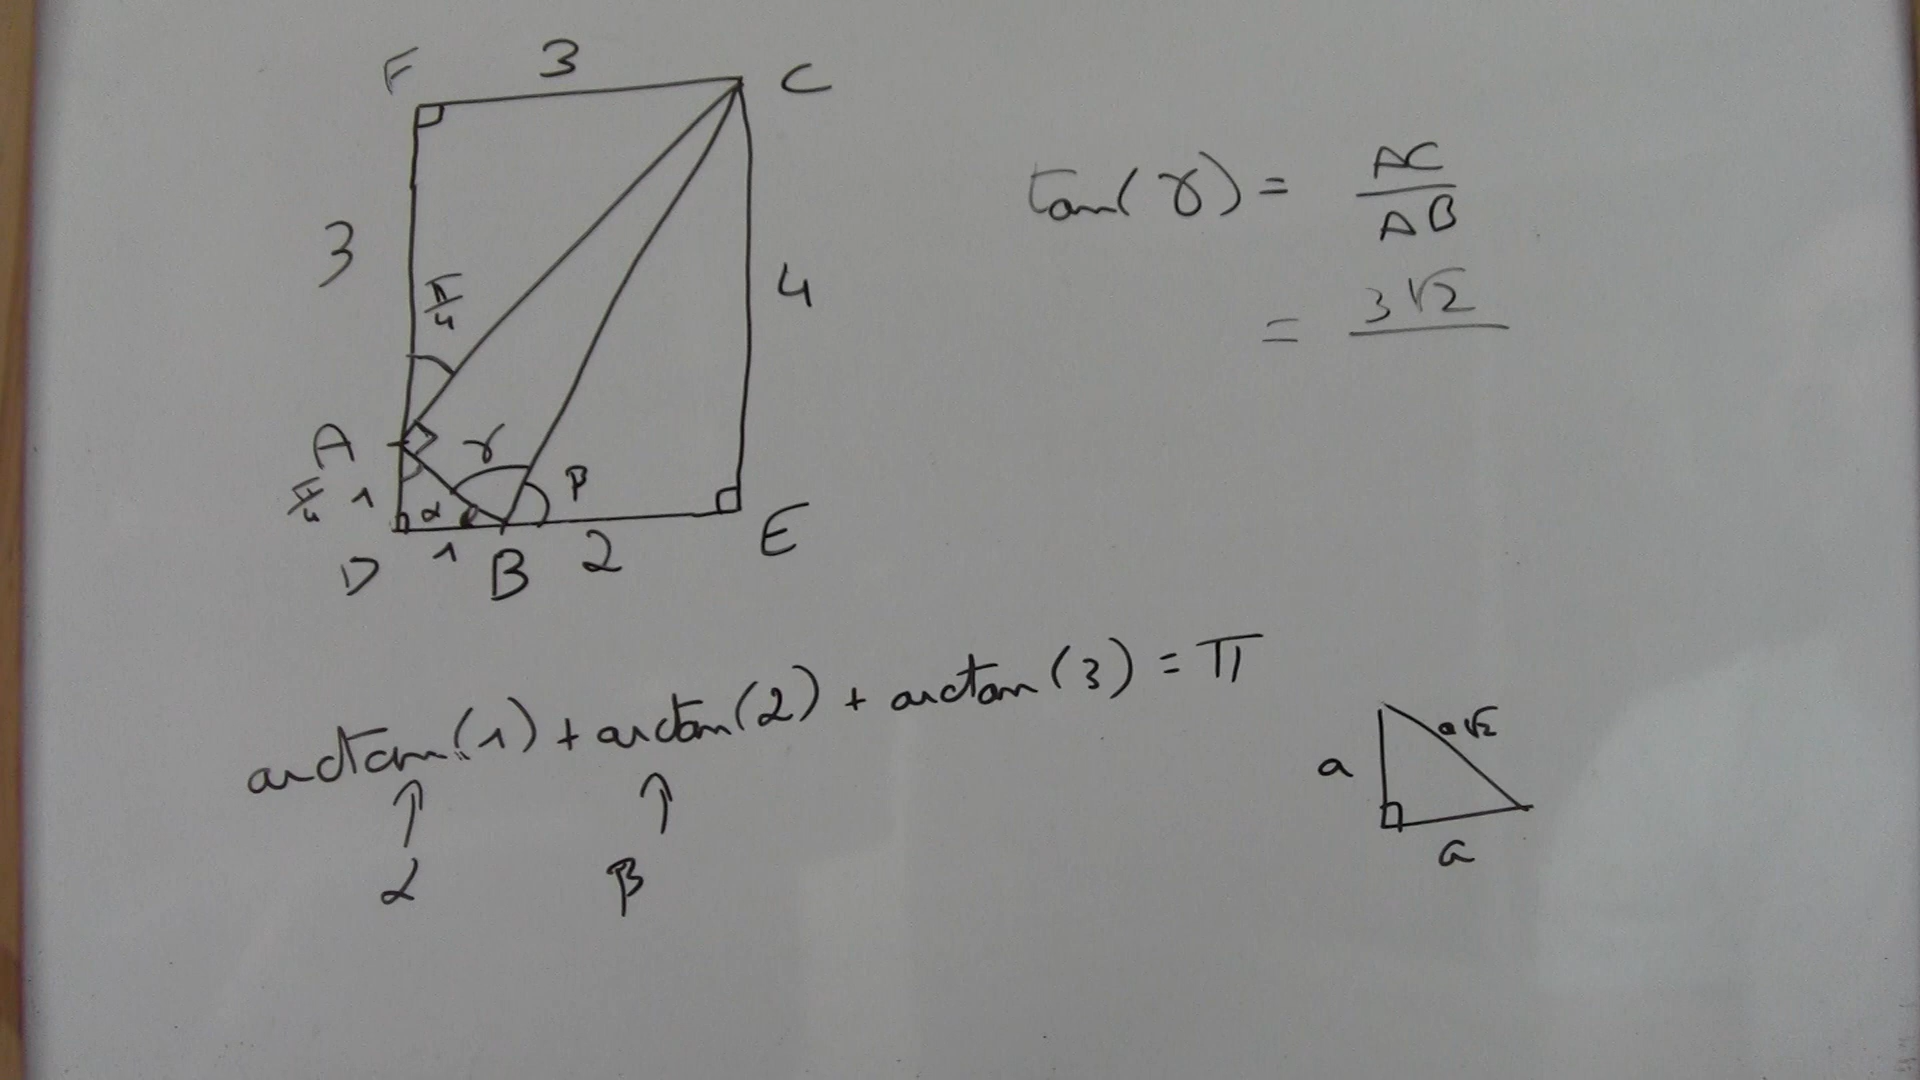 F 3 C
3
π/4
4
A
π/4 1 α γ β
D 1 B 2 E
tan(γ) = AC/AB
= 3√2
arctan(1) + arctan(2) + arctan(3) = π
α β
a a√2
a